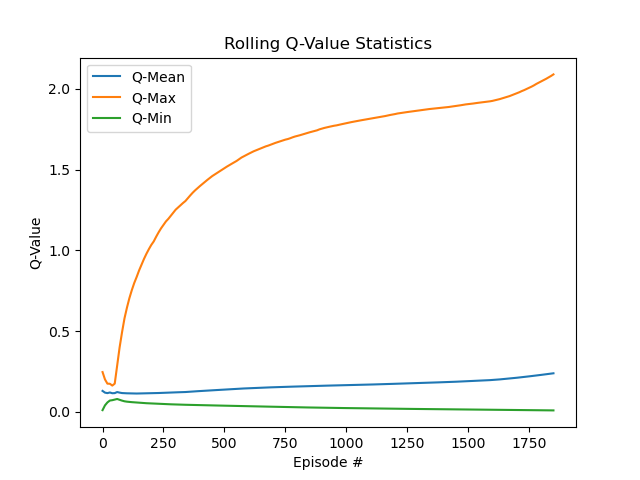 Rolling Q-Value Statistics
Q-Mean
Q-Max
Q-Min
2.0
1.5
1.0
0.5
0.0
Q-Value
0 250 500 750 1000 1250 1500 1750
Episode #